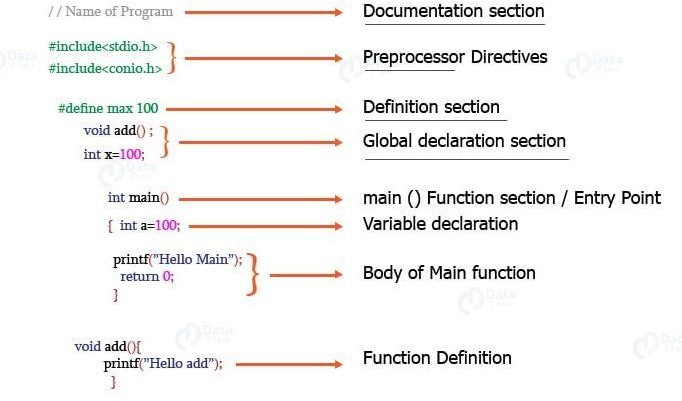 // Name of Program Documentation section
#include<stdio.h>
#include<conio.h> Preprocessor Directives
#define max 100 Definition section
void add() ;
int x=100; Global declaration section
int main() main () Function section / Entry Point
{ int a=100; Variable declaration
printf("Hello Main");
return 0; Body of Main function
}
void add(){
printf("Hello add"); Function Definition
}